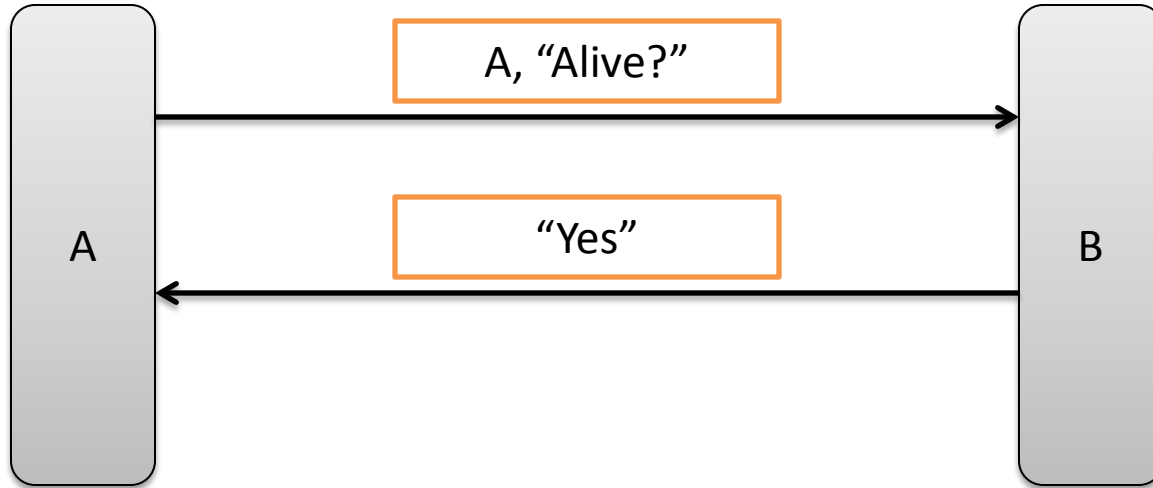 A, “Alive?”
“Yes”
A
B